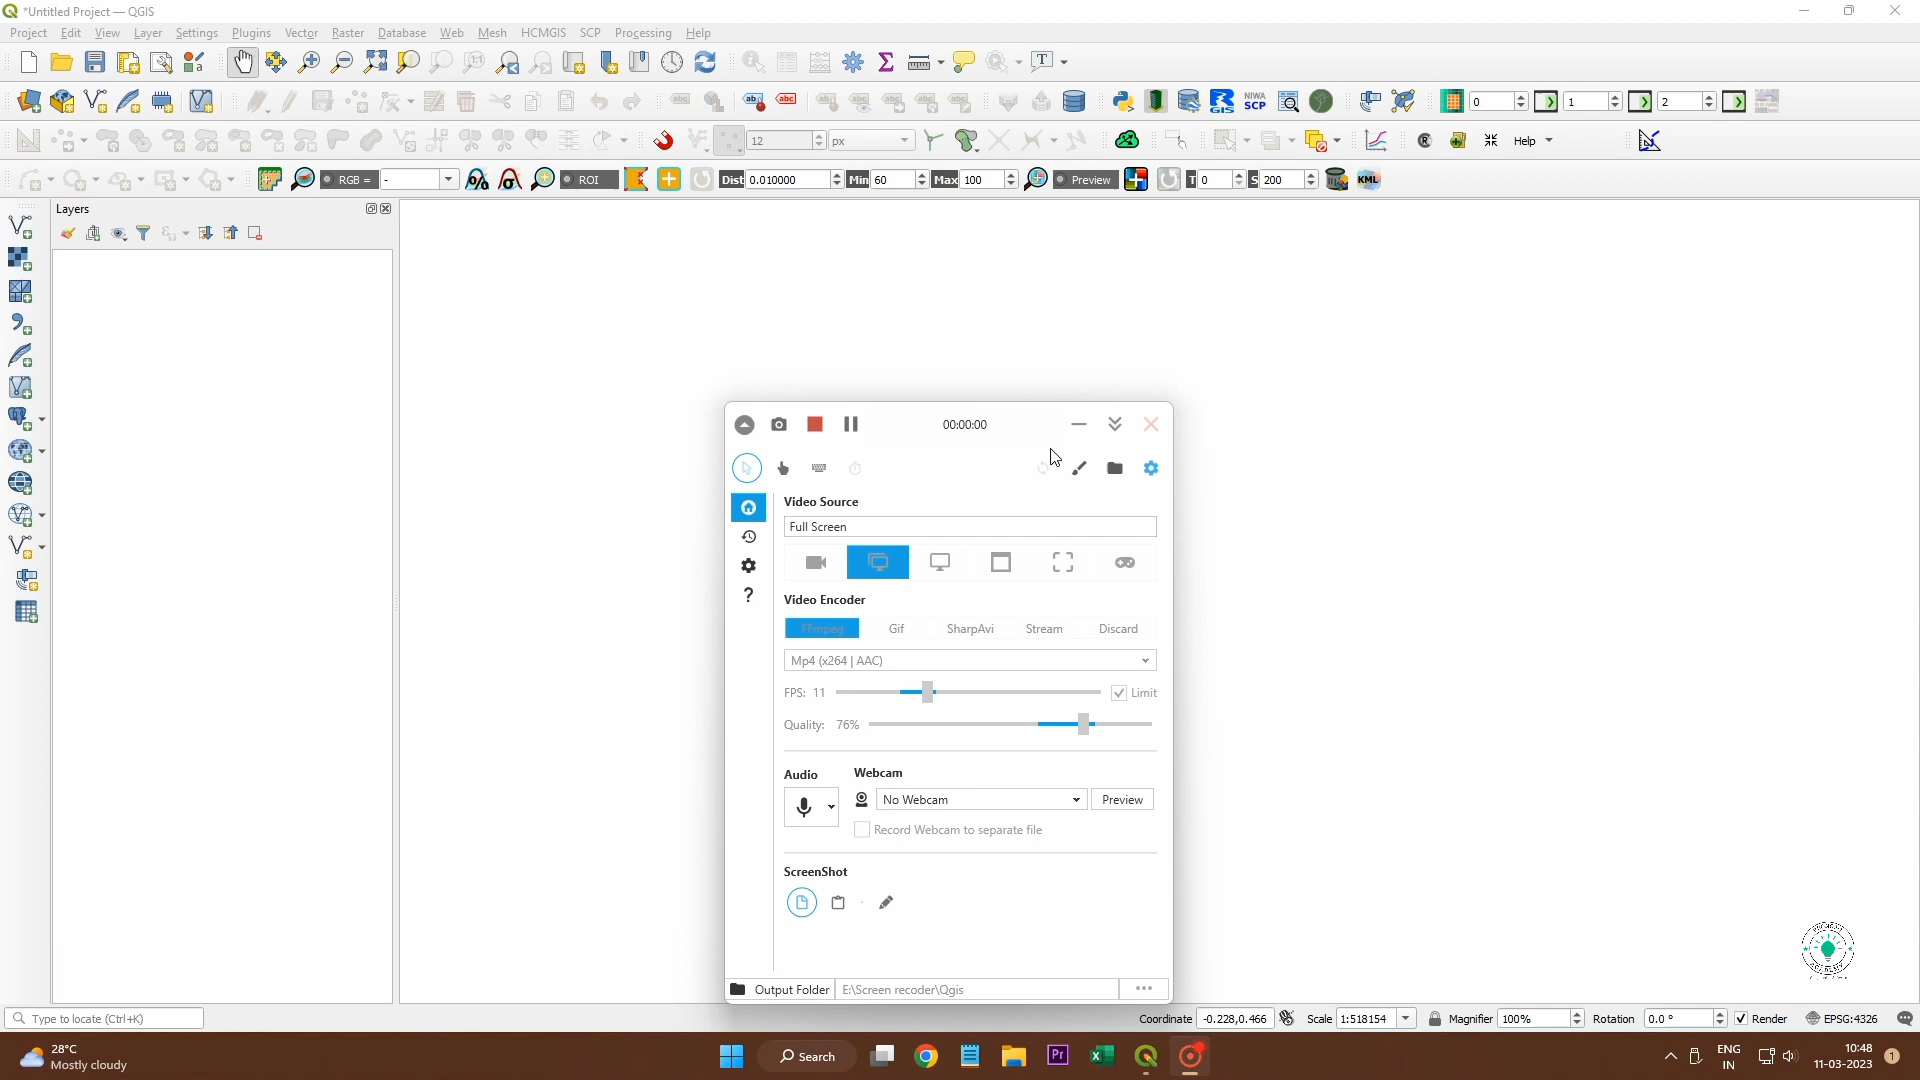 *Untitled Project — QGIS
Project Edit View Layer Settings Plugins Vector Raster Database Web Mesh HCMGIS SCP Processing Help
0 1 2
12 px Help
RGB = - ROI Dist 0.010000 Min 60 Max 100 Preview T 0 S 200 KML
Layers
00:00:00
Video Source
Full Screen
Video Encoder
FFmpeg Gif SharpAvi Stream Discard
Mp4 (x264 | AAC)
FPS: 11 Limit
Quality: 76%
Audio Webcam
No Webcam Preview
Record Webcam to separate file
ScreenShot
Output Folder E:\Screen recoder\Qgis ...
Type to locate (Ctrl+K) Coordinate -0.228,0.466 Scale 1:518154 Magnifier 100% Rotation 0.0 ° Render EPSG:4326
28°C
Mostly cloudy
Search
ENG
IN
10:48
11-03-2023
1